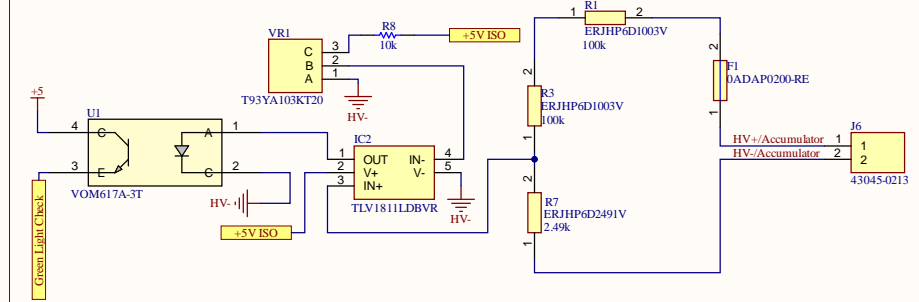 R1
1
2
ERJHP6D1003V
100k
R8
10k
+5V ISO
VR1
C
B
A
3
2
1
T93YA103KT20
HV-
2
F1
0ADAP0200-RE
1
2
R3
ERJHP6D1003V
100k
1
+5
U1
4
C
A
1
3
E
C
2
VOM617A-3T
HV-
+5V ISO
Green Light Check
IC2
1
OUT
IN-
4
2
V+
V-
5
3
IN+
TLV1811LDBVR
HV-
2
R7
ERJHP6D2491V
2.49k
1
J6
HV+/Accumulator
1
1
HV-/Accumulator
2
2
43045-0213